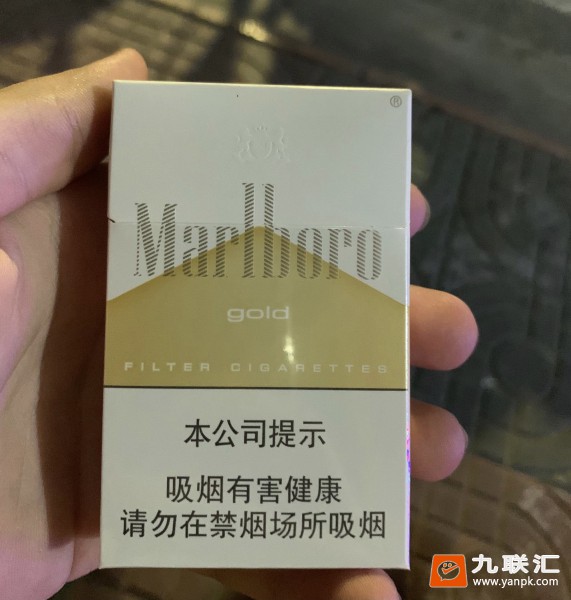 ®
Marlboro
gold
FILTER CIGARETTES
本公司提示
吸烟有害健康
请勿在禁烟场所吸烟
九联汇
www.yanpk.com